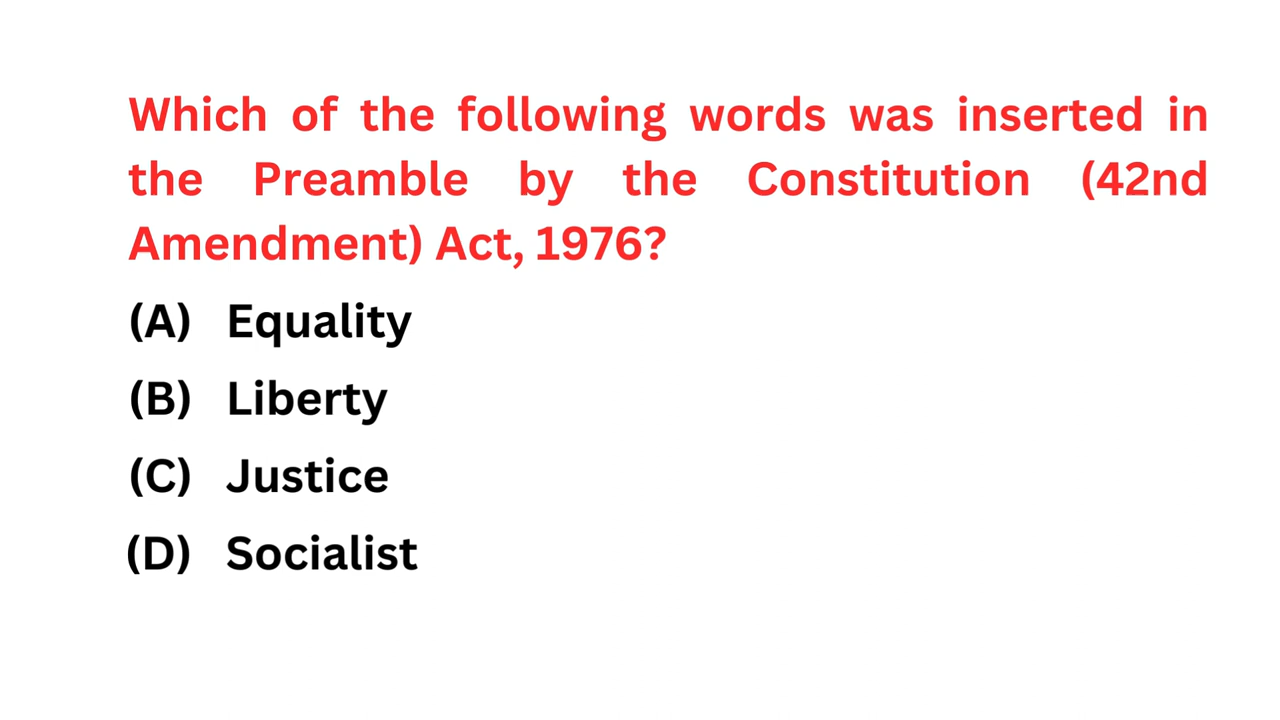 Which of the following words was inserted in
the Preamble by the Constitution (42nd
Amendment) Act, 1976?
(A) Equality
(B) Liberty
(C) Justice
(D) Socialist